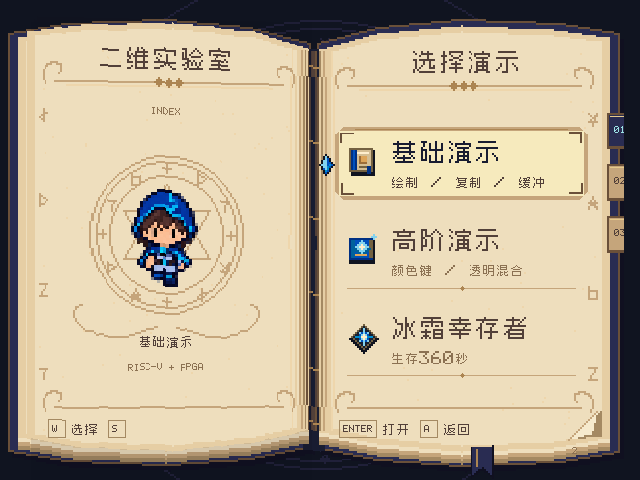 二维实验室
INDEX
基础演示
RISC-V + FPGA
W 选择 S
选择演示
基础演示
绘制 / 复制 / 缓冲
高阶演示
颜色键 / 透明混合
冰霜幸存者
生存360秒
ENTER 打开 A 返回
01
02
03